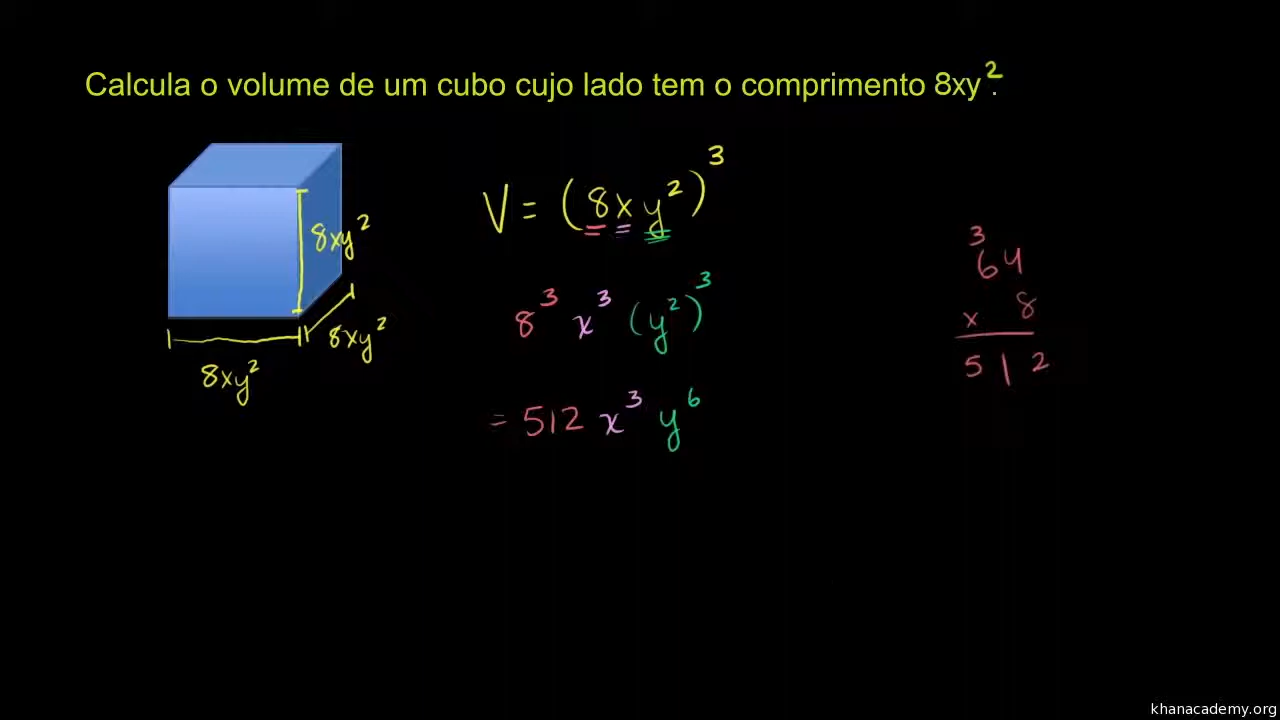 Calcula o volume de um cubo cujo lado tem o comprimento 8xy².
8xy²
8xy²
8xy²
V = (8xy²)³
8³ x³ (y²)³
= 512 x³ y⁶
3
64
x 8
512
khanacademy.org